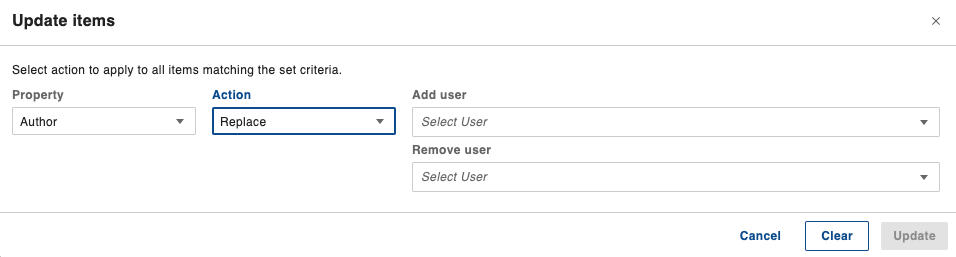 Update items
Select action to apply to all items matching the set criteria.
Property Action Add user
Author Replace Select User
Remove user
Select User
Cancel Clear Update